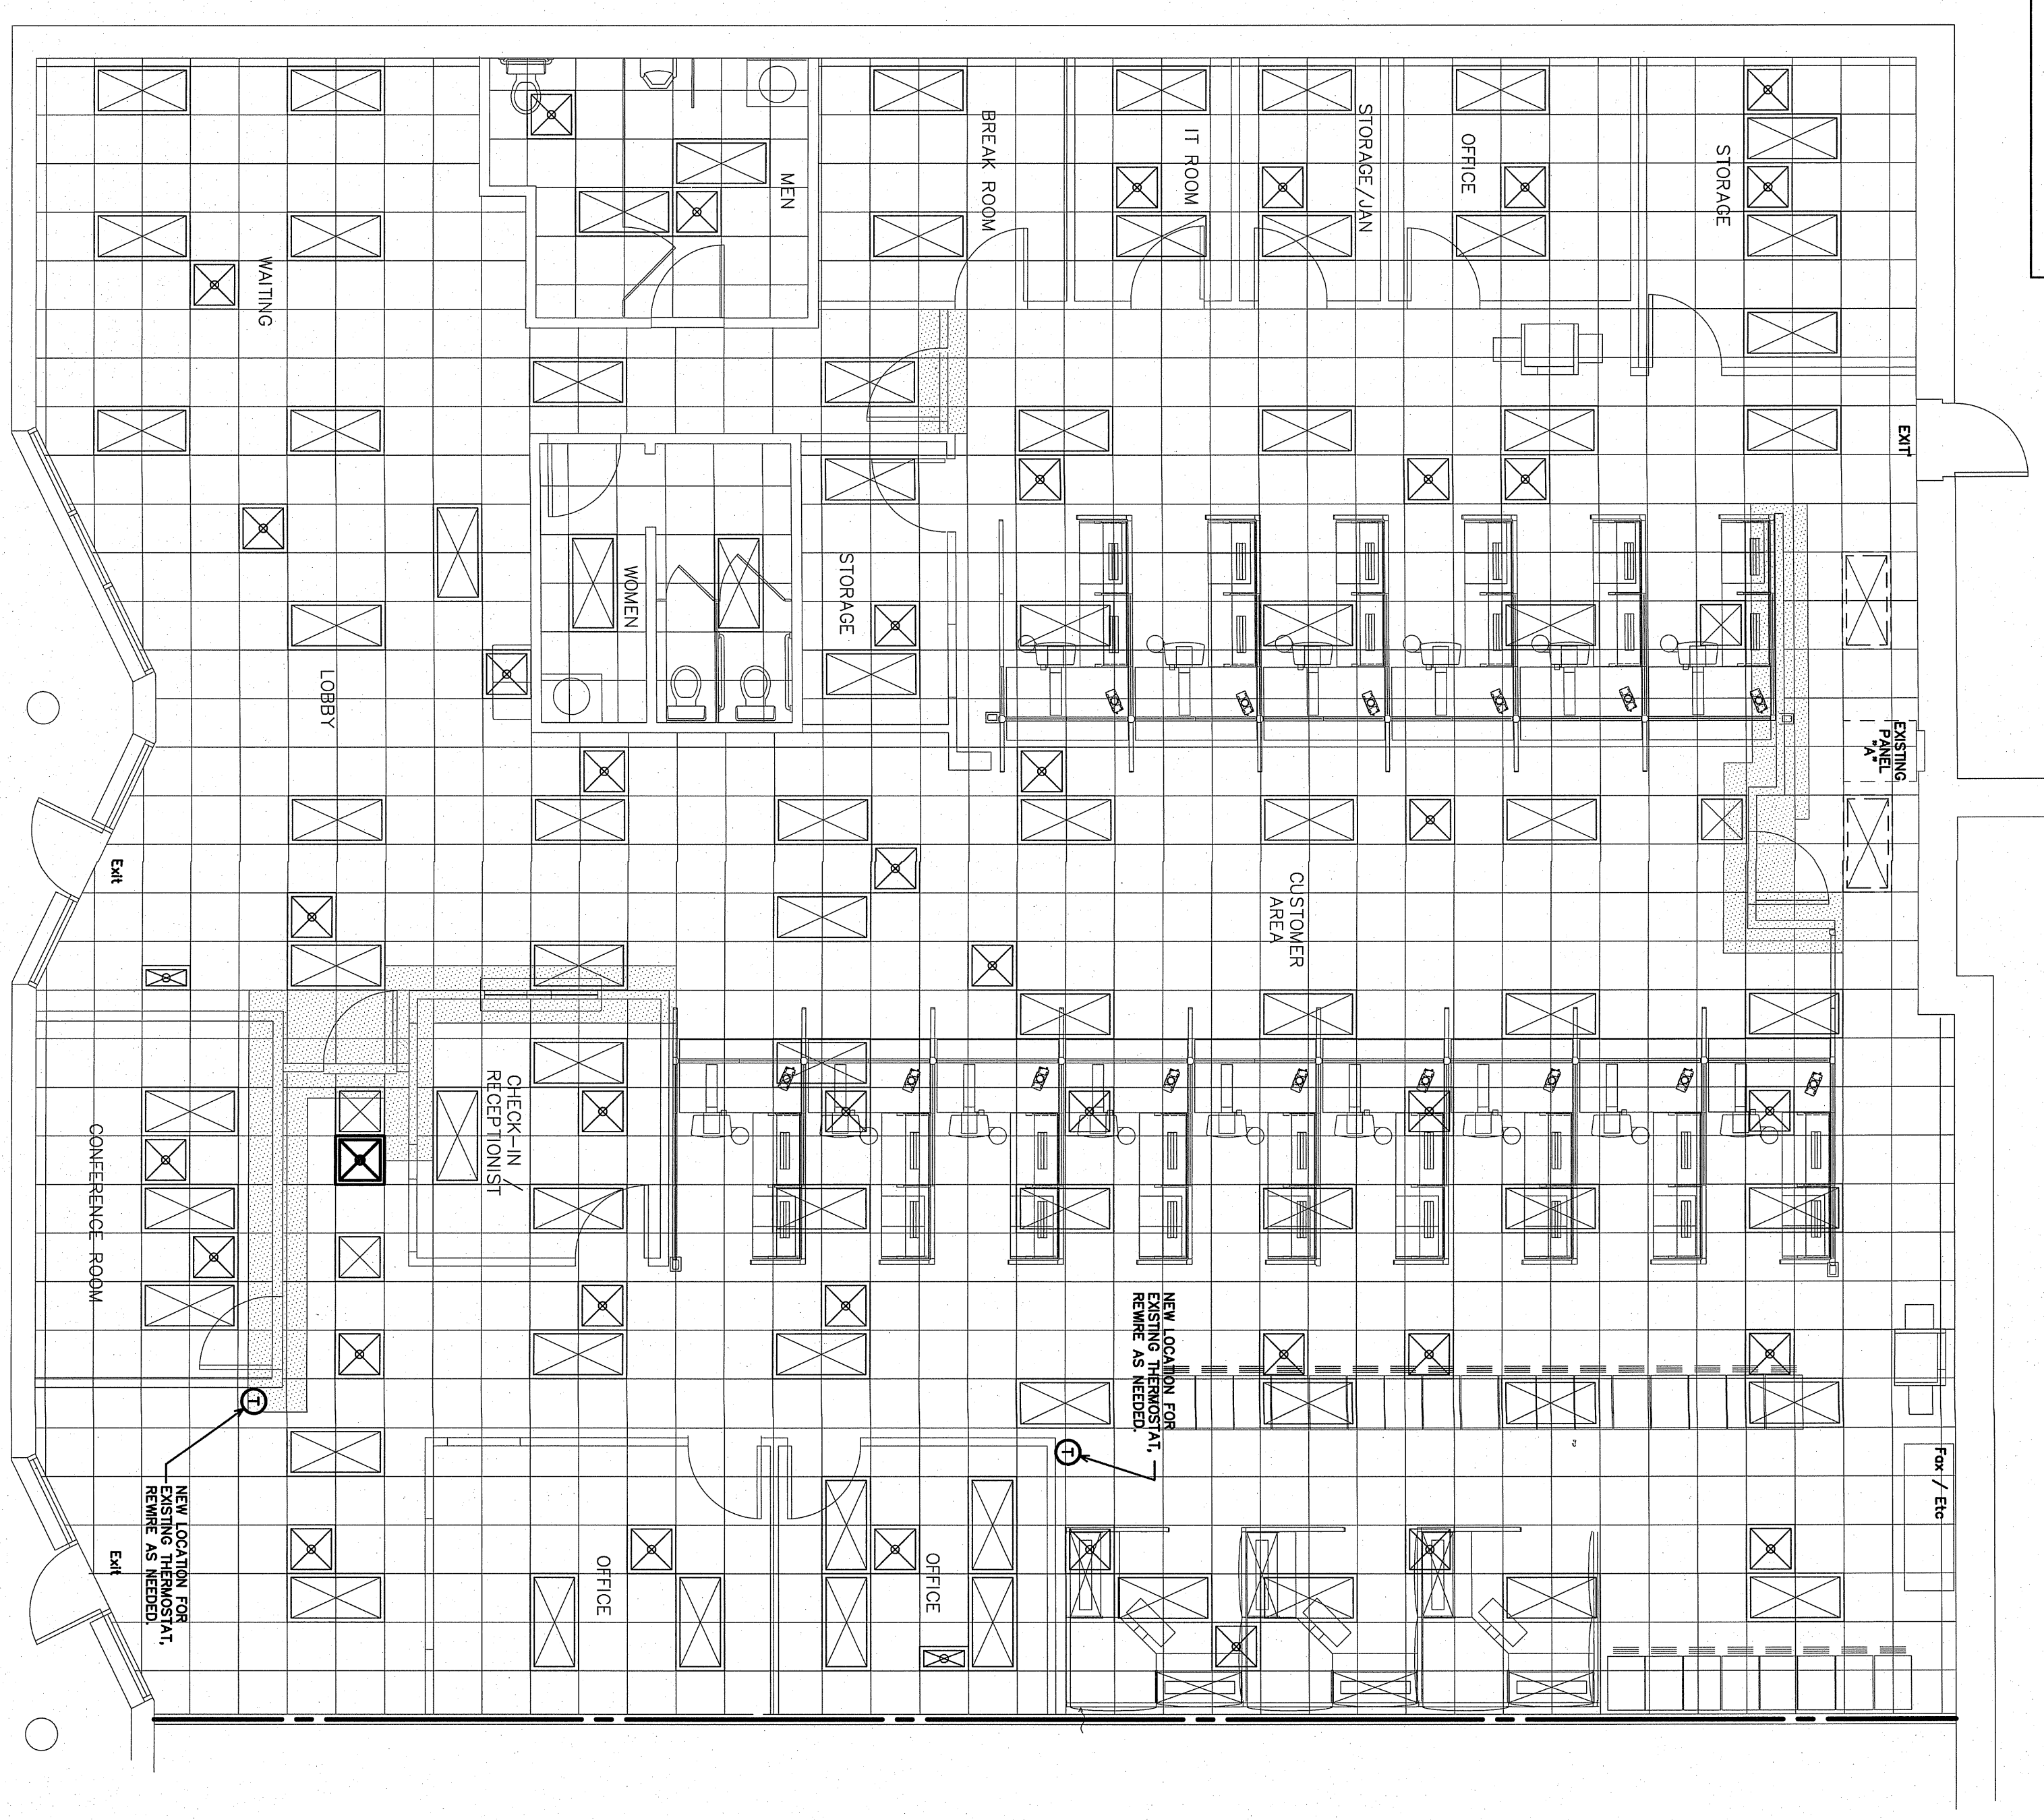 WAITING
MEN
BREAK ROOM
IT ROOM
STORAGE/JAN
OFFICE
STORAGE
EXIT
WOMEN
STORAGE
LOBBY
EXISTING
PANEL
"A"
Exit
CUSTOMER
AREA
CHECK-IN /
RECEPTIONIST
CONFERENCE ROOM
NEW LOCATION FOR
EXISTING THERMOSTAT,
REWIRE AS NEEDED.
T
T
NEW LOCATION FOR
EXISTING THERMOSTAT,
REWIRE AS NEEDED.
Exit
OFFICE
OFFICE
Fax / Etc